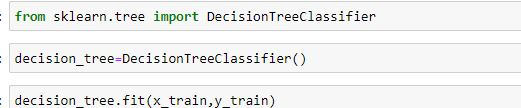 from sklearn.tree import DecisionTreeClassifier
decision_tree=DecisionTreeClassifier()
decision_tree.fit(x_train,y_train)